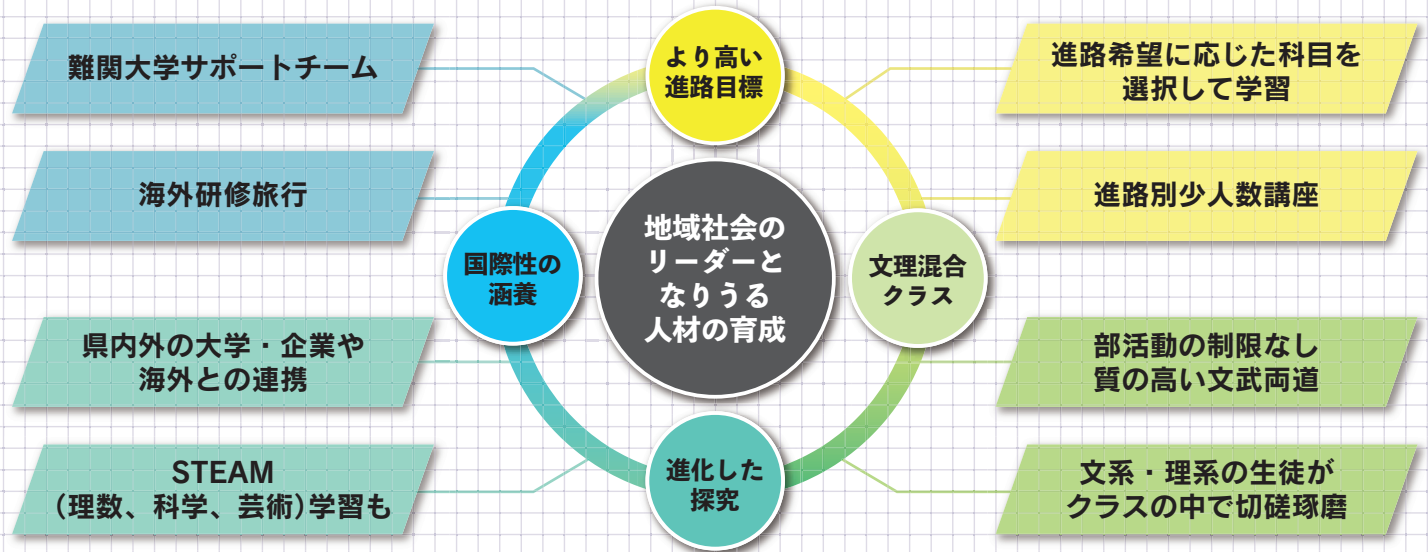 難関大学サポートチーム
海外研修旅行
県内外の大学・企業や
海外との連携
STEAM
(理数、科学、芸術)学習も
より高い
進路目標
国際性の
涵養
地域社会の
リーダーと
なりうる
人材の育成
文理混合
クラス
進化した
探究
進路希望に応じた科目を
選択して学習
進路別少人数講座
部活動の制限なし
質の高い文武両道
文系・理系の生徒が
クラスの中で切磋琢磨